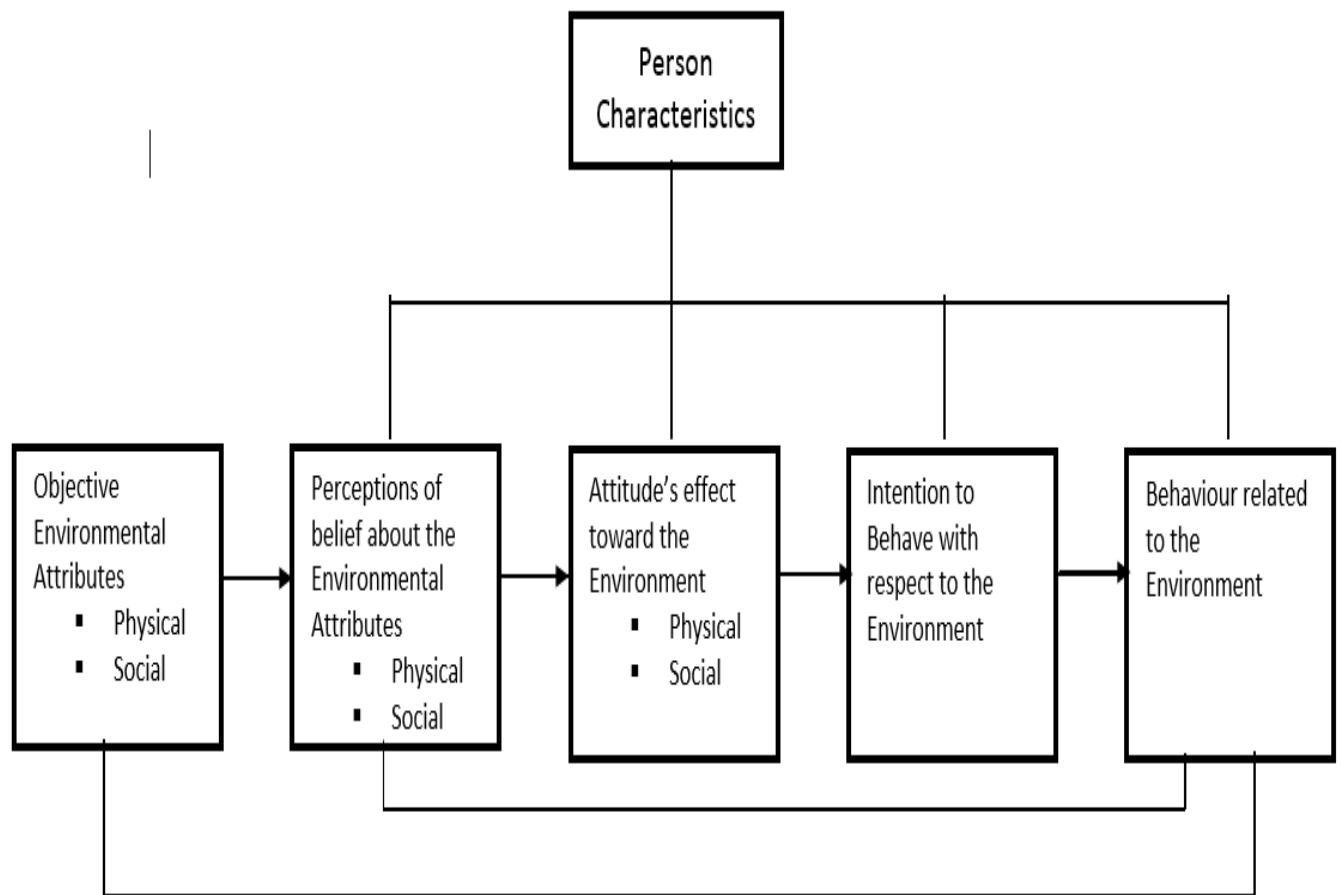 Person
Characteristics
Objective
Environmental
Attributes
▪ Physical
▪ Social
Perceptions of
belief about the
Environmental
Attributes
▪ Physical
▪ Social
Attitude's effect
toward the
Environment
▪ Physical
▪ Social
Intention to
Behave with
respect to the
Environment
Behaviour related
to the
Environment